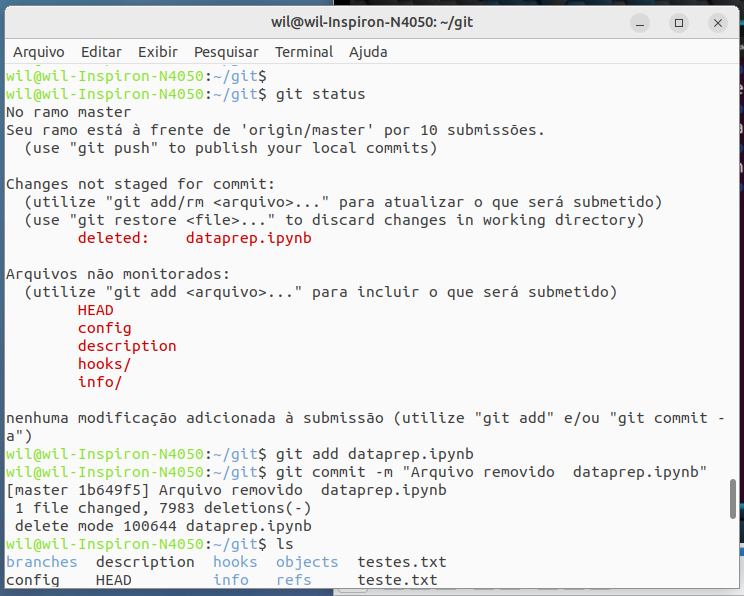 wil@wil-Inspiron-N4050: ~/git
Arquivo Editar Exibir Pesquisar Terminal Ajuda
wil@wil-Inspiron-N4050:~/git$
wil@wil-Inspiron-N4050:~/git$ git status
No ramo master
Seu ramo está à frente de 'origin/master' por 10 submissões.
  (use "git push" to publish your local commits)
Changes not staged for commit:
  (utilize "git add/rm <arquivo>..." para atualizar o que será submetido)
  (use "git restore <file>..." to discard changes in working directory)
        deleted:    dataprep.ipynb
Arquivos não monitorados:
  (utilize "git add <arquivo>..." para incluir o que será submetido)
        HEAD
        config
        description
        hooks/
        info/
nenhuma modificação adicionada à submissão (utilize "git add" e/ou "git commit -
a")
wil@wil-Inspiron-N4050:~/git$ git add dataprep.ipynb
wil@wil-Inspiron-N4050:~/git$ git commit -m "Arquivo removido  dataprep.ipynb"
[master 1b649f5] Arquivo removido  dataprep.ipynb
 1 file changed, 7983 deletions(-)
 delete mode 100644 dataprep.ipynb
wil@wil-Inspiron-N4050:~/git$ ls
branches  description  hooks  objects  testes.txt
config    HEAD         info   refs     teste.txt